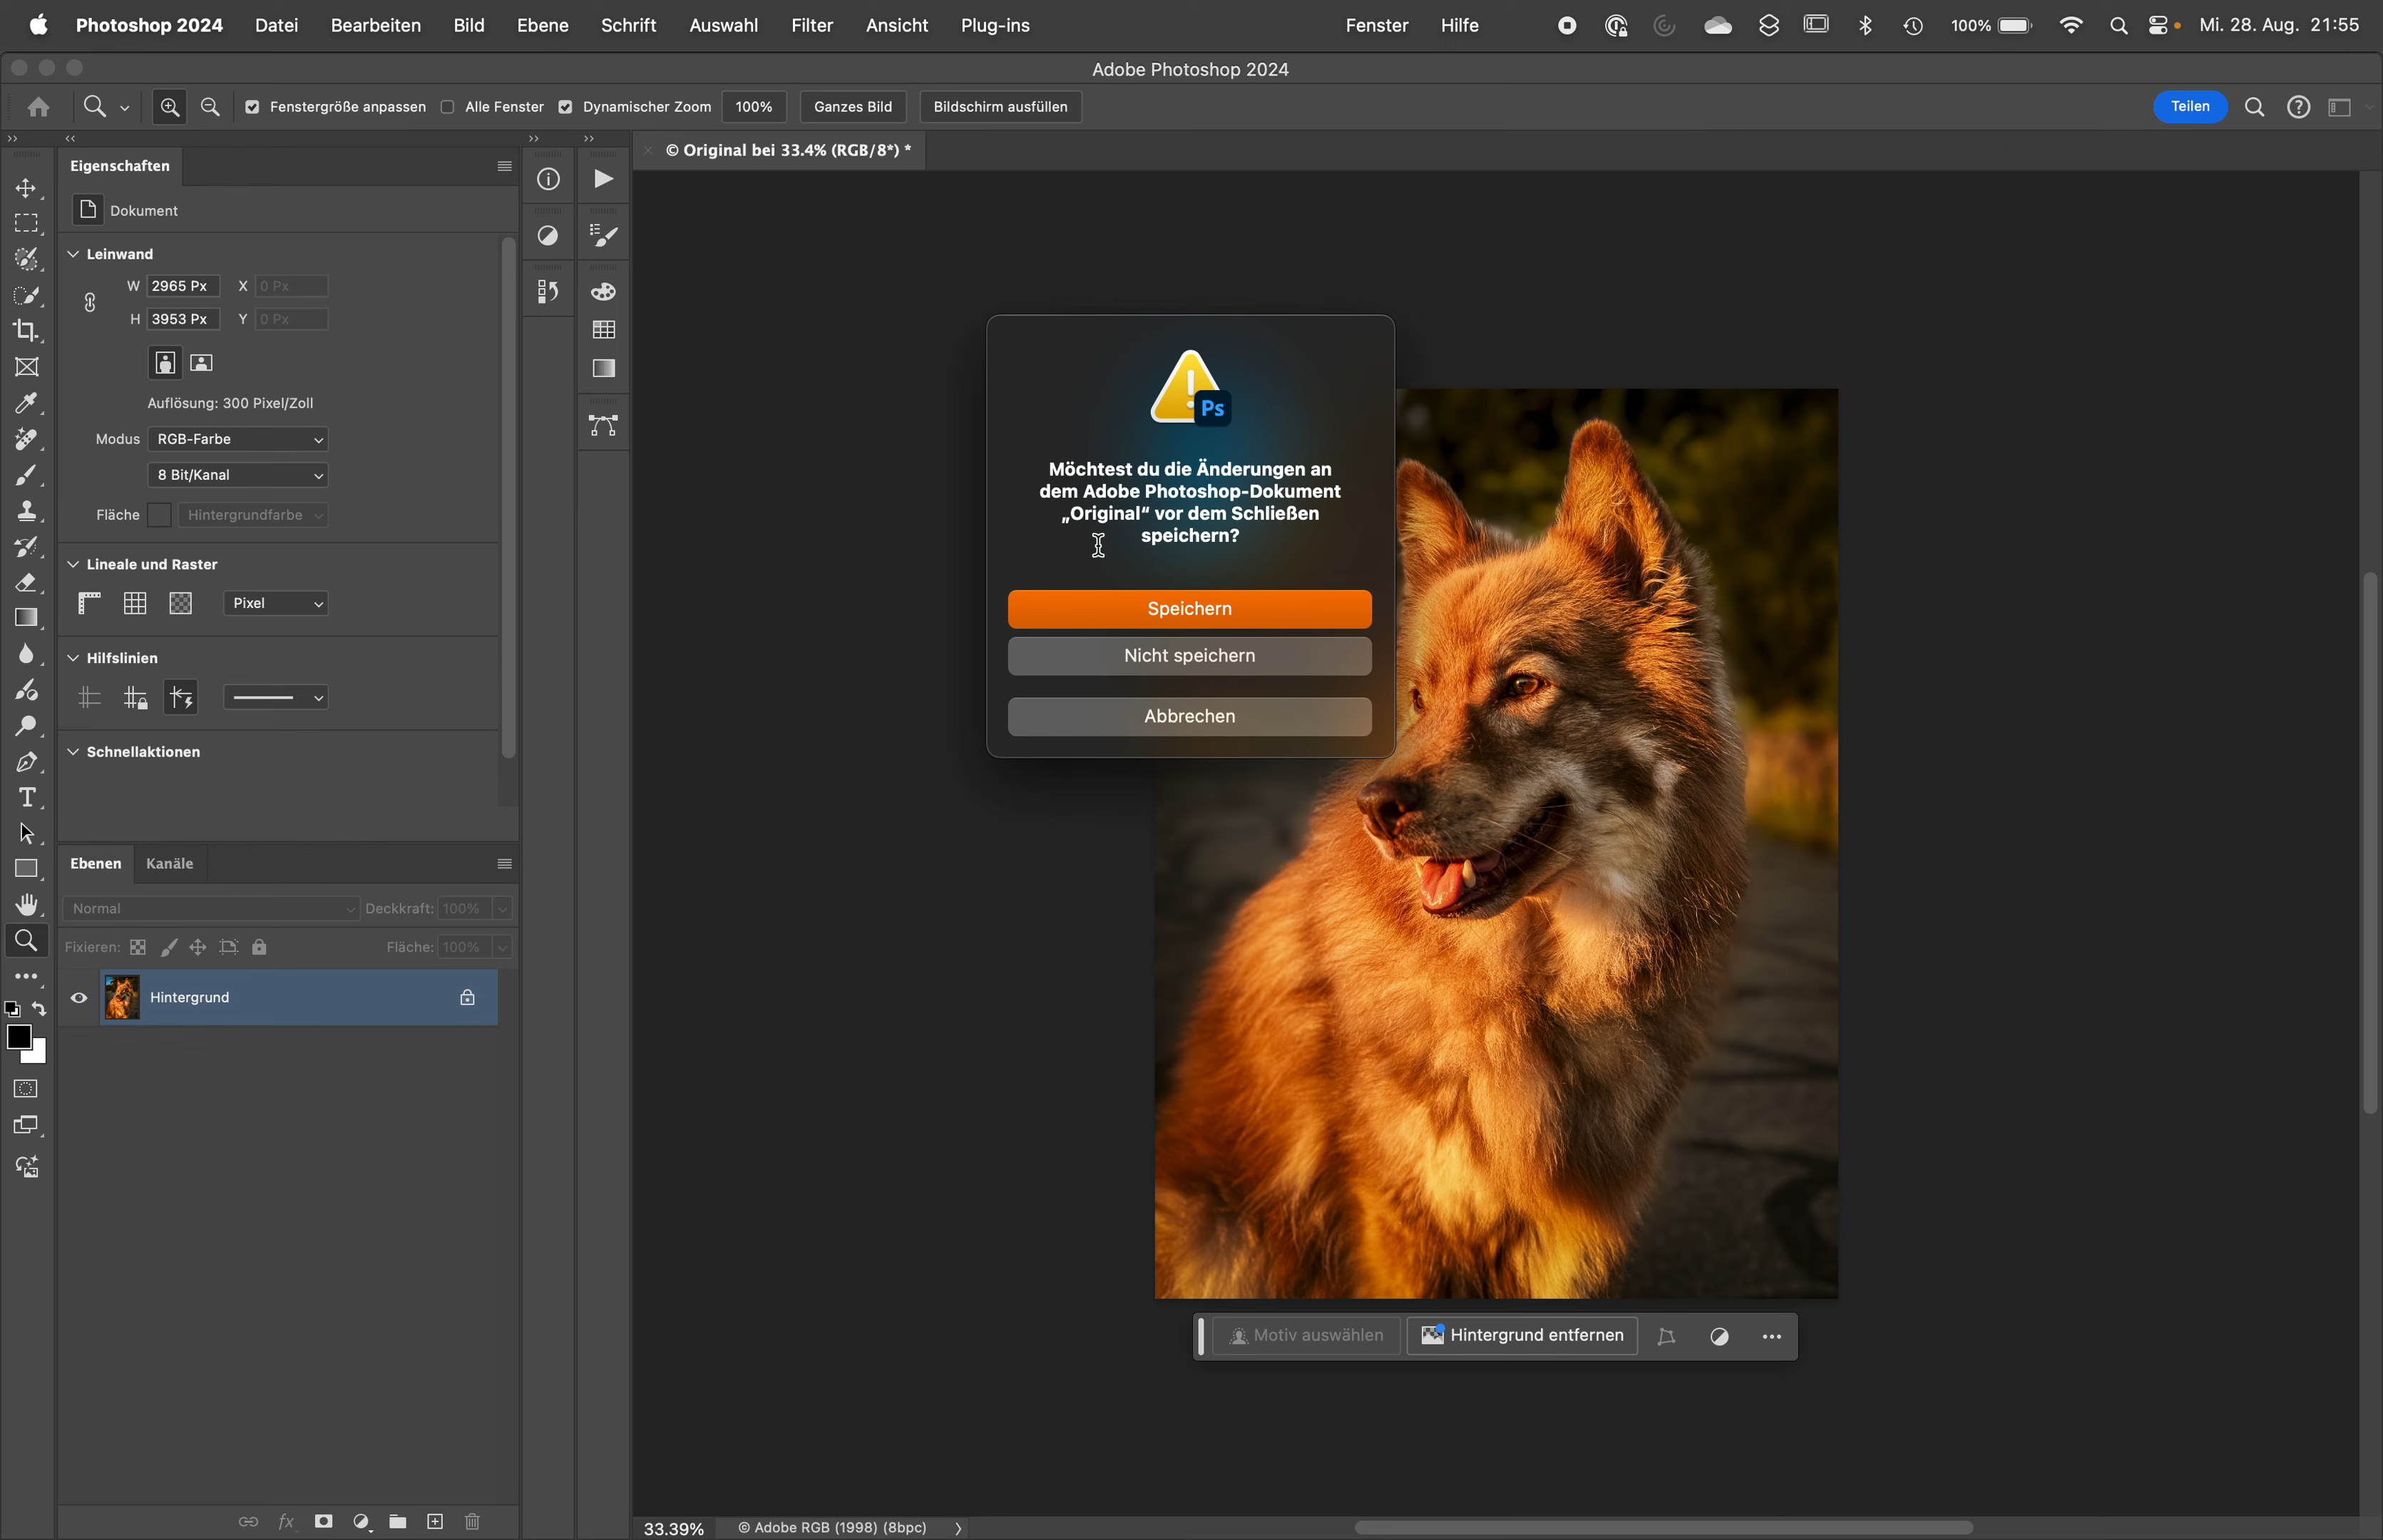 Photoshop 2024 Datei Bearbeiten Bild Ebene Schrift Auswahl Filter Ansicht Plug-ins Fenster Hilfe 100% Mi. 28. Aug. 21:55
Adobe Photoshop 2024
Fenstergröße anpassen Alle Fenster Dynamischer Zoom 100% Ganzes Bild Bildschirm ausfüllen Teilen
© Original bei 33.4% (RGB/8*) *
Eigenschaften
Dokument
Leinwand
W 2965 Px X 0 Px
H 3953 Px Y 0 Px
Auflösung: 300 Pixel/Zoll
Modus RGB-Farbe
8 Bit/Kanal
Fläche Hintergrundfarbe
Lineale und Raster
Pixel
Hilfslinien
Schnellaktionen
Ebenen Kanäle
Normal Deckkraft: 100%
Fixieren: Fläche: 100%
Hintergrund
fx
Ps
Möchtest du die Änderungen an
dem Adobe Photoshop-Dokument
„Original“ vor dem Schließen
speichern?
Speichern
Nicht speichern
Abbrechen
Motiv auswählen Hintergrund entfernen
33.39% © Adobe RGB (1998) (8bpc)